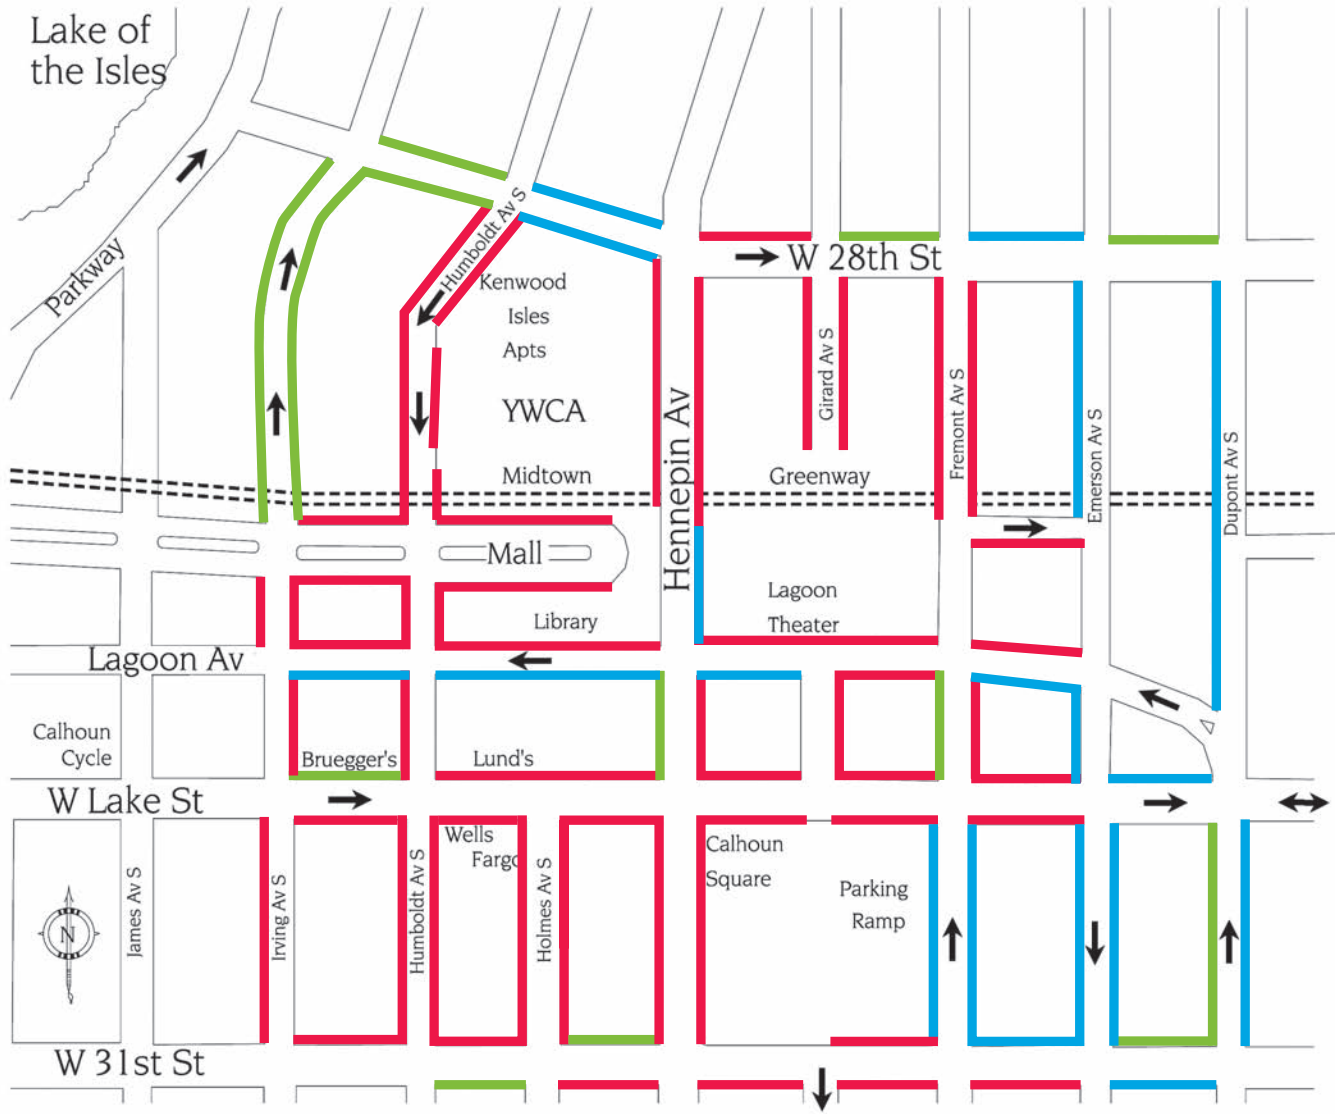 Lake of
the Isles
Parkway
Humboldt Av S
W 28th St
Kenwood
Isles
Apts
YWCA
Midtown
Greenway
Hennepin Av
Girard Av S
Fremont Av S
Emerson Av S
Dupont Av S
Mall
Library
Lagoon
Theater
Lagoon Av
Calhoun
Cycle
Bruegger's
Lund's
W Lake St
Wells
Fargo
Calhoun
Square
Parking
Ramp
James Av S
Irving Av S
Humboldt Av S
Holmes Av S
N
W 31st St